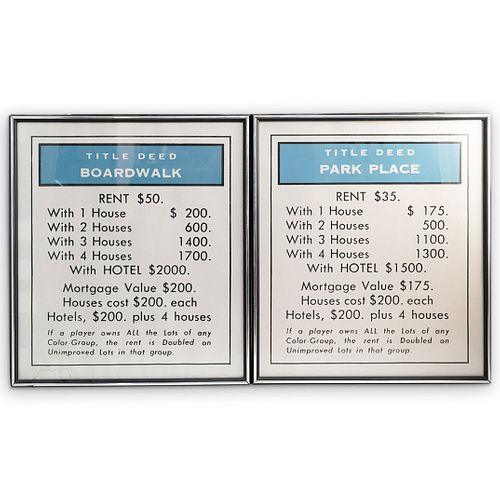 TITLE DEED
BOARDWALK
RENT $50.
With 1 House $ 200.
With 2 Houses 600.
With 3 Houses 1400.
With 4 Houses 1700.
With HOTEL $2000.
Mortgage Value $200.
Houses cost $200. each
Hotels, $200. plus 4 houses
If a player owns ALL the Lots of any
Color-Group, the rent is Doubled on
Unimproved Lots in that group.
TITLE DEED
PARK PLACE
RENT $35.
With 1 House $ 175.
With 2 Houses 500.
With 3 Houses 1100.
With 4 Houses 1300.
With HOTEL $1500.
Mortgage Value $175.
Houses cost $200. each
Hotels, $200. plus 4 houses
If a player owns ALL the Lots of any
Color-Group, the rent is Doubled on
Unimproved Lots in that group.